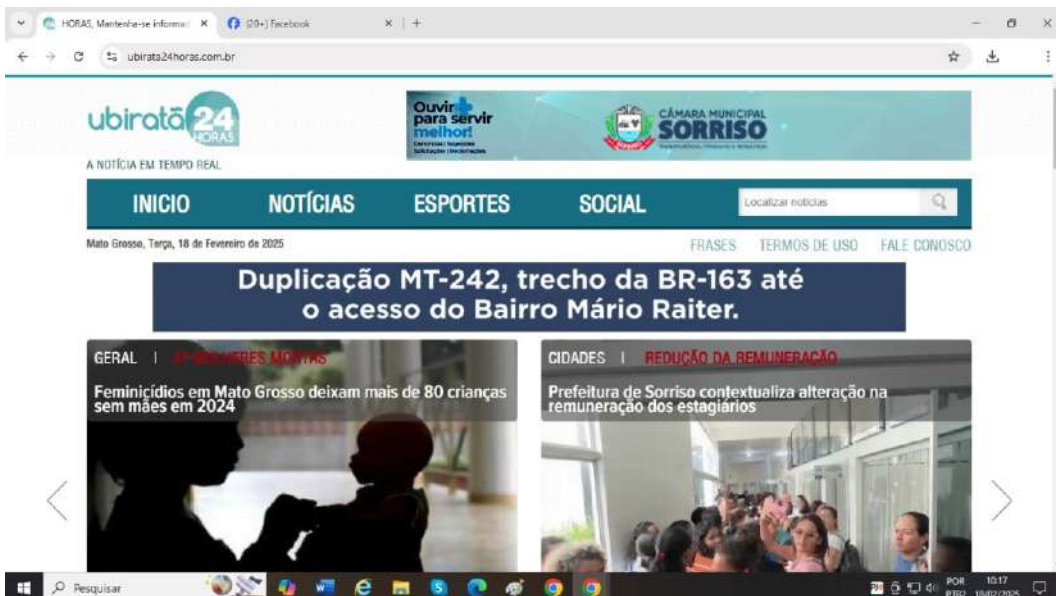 HORAS, Mantenha-se informa
(20+) Facebook
ubirata24horas.com.br
ubiratã 24
HORAS
A NOTÍCIA EM TEMPO REAL
Ouvir
para servir
melhor!
CÂMARA MUNICIPAL
SORRISO
INICIO NOTÍCIAS ESPORTES SOCIAL Localizar notícias
Mato Grosso, Terça, 18 de Fevereiro de 2025 FRASES TERMOS DE USO FALE CONOSCO
Duplicação MT-242, trecho da BR-163 até
o acesso do Bairro Mário Raiter.
GERAL | 47 MULHERES MORTAS
Feminicídios em Mato Grosso deixam mais de 80 crianças
sem mães em 2024
CIDADES | REDUÇÃO DA REMUNERAÇÃO
Prefeitura de Sorriso contextualiza alteração na
remuneração dos estagiários
Pesquisar
POR 10:17
PTB2 18/02/2025